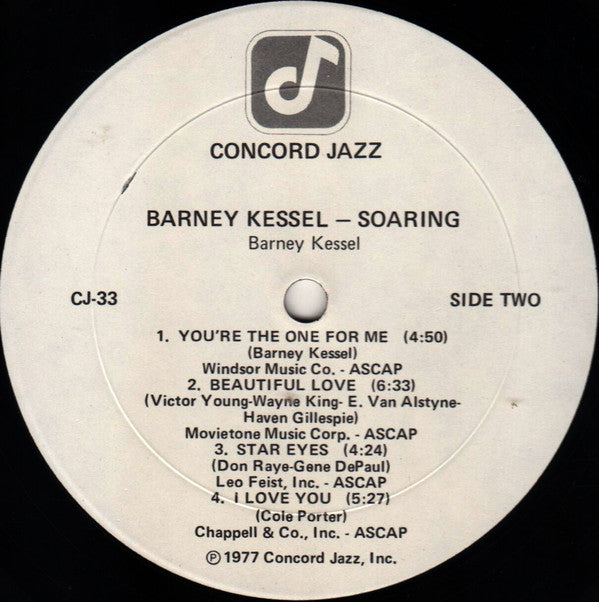 CONCORD JAZZ
BARNEY KESSEL – SOARING
Barney Kessel
CJ-33
SIDE TWO
1. YOU'RE THE ONE FOR ME (4:50)
(Barney Kessel)
Windsor Music Co. - ASCAP
2. BEAUTIFUL LOVE (6:33)
(Victor Young-Wayne King- E. Van Alstyne-
Haven Gillespie)
Movietone Music Corp. - ASCAP
3. STAR EYES (4:24)
(Don Raye-Gene DePaul)
Leo Feist, Inc. - ASCAP
4. I LOVE YOU (5:27)
(Cole Porter)
Chappell & Co., Inc. - ASCAP
℗ 1977 Concord Jazz, Inc.